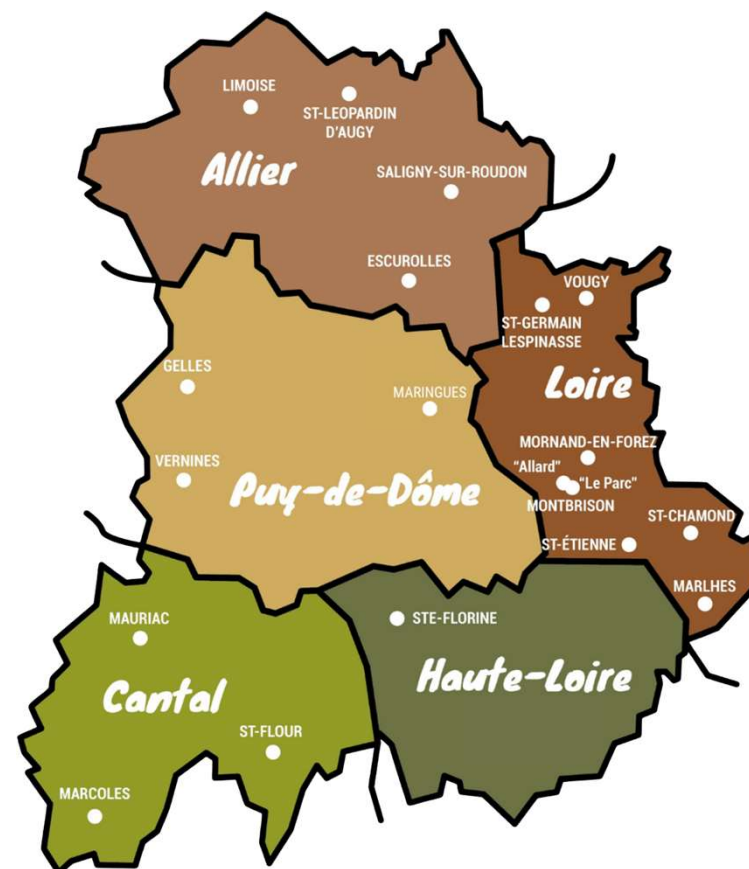 LIMOISE
ST-LEOPARDIN
D'AUGY
Allier
SALIGNY-SUR-ROUDON
ESCUROLLES
VOUGY
ST-GERMAIN
LESPINASSE
GELLES
Loire
MARINGUES
MORNAND-EN-FOREZ
VERNINES
"Allard"
"Le Parc"
Puy-de-Dôme
MONTBRISON
ST-CHAMOND
ST-ÉTIENNE
MARLHES
MAURIAC
STE-FLORINE
Haute-Loire
Cantal
ST-FLOUR
MARCOLES